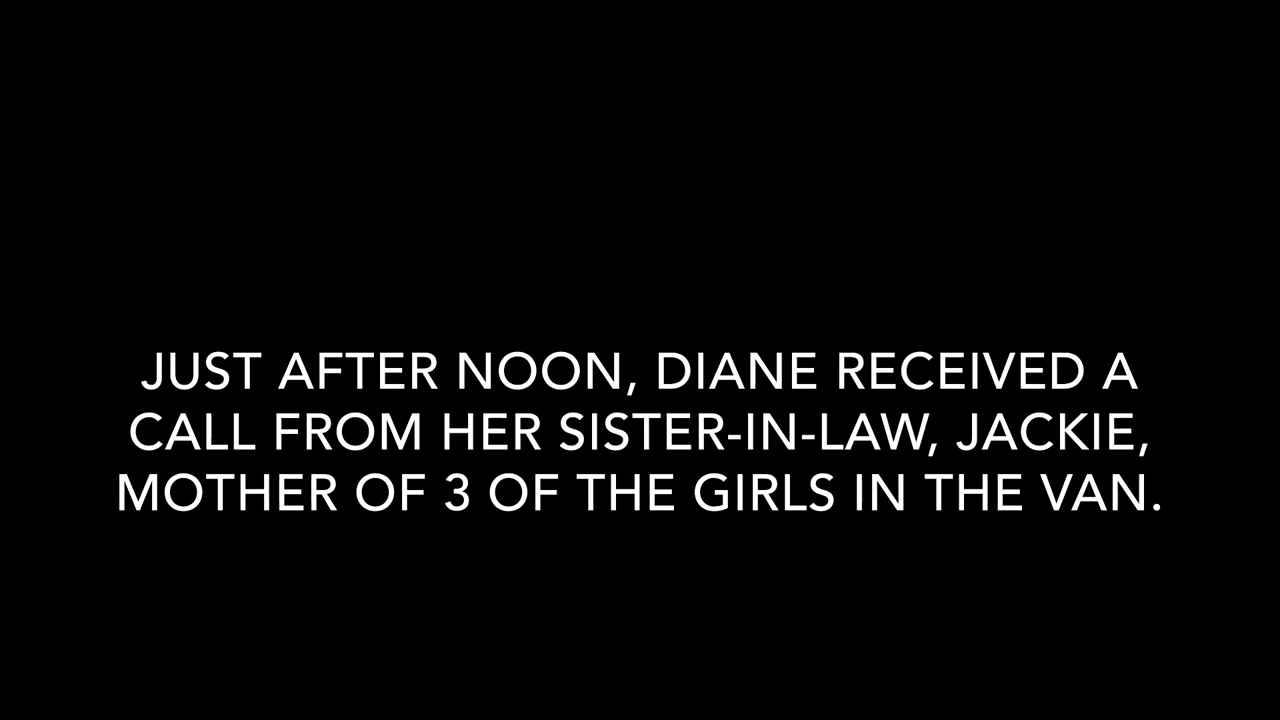 JUST AFTER NOON, DIANE RECEIVED A
CALL FROM HER SISTER-IN-LAW, JACKIE,
MOTHER OF 3 OF THE GIRLS IN THE VAN.